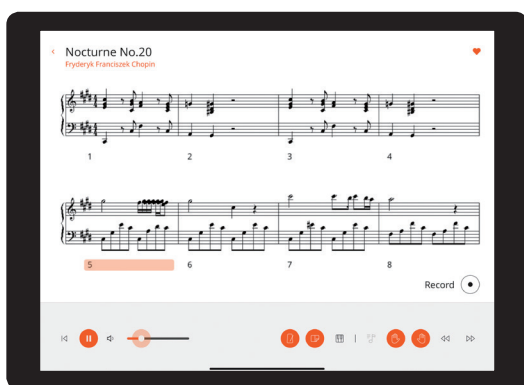 Nocturne No.20
Fryderyk Franciszek Chopin
1 2 3 4
5 6 7 8
Record